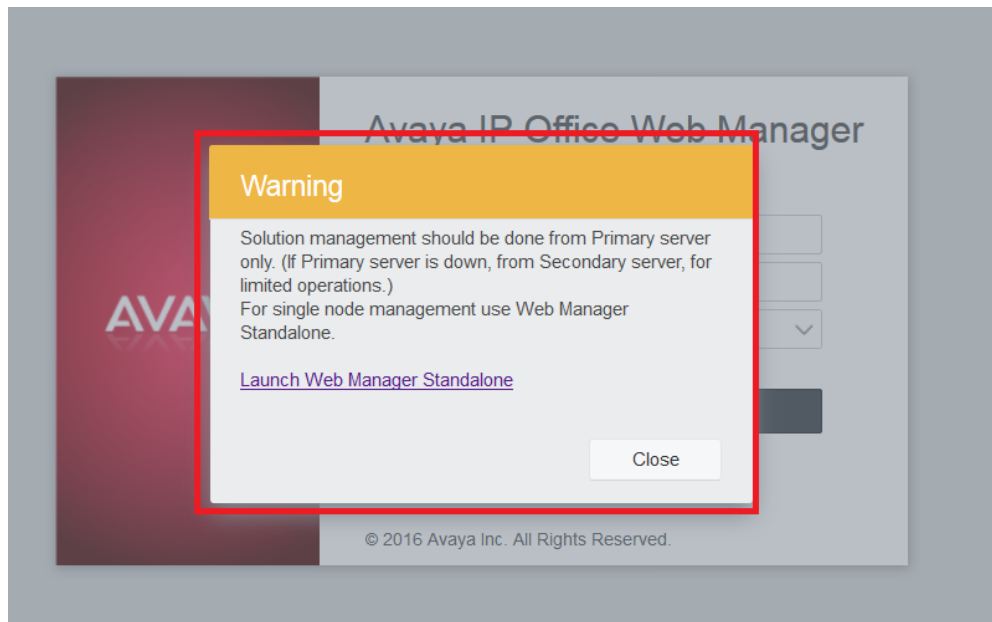 Avaya IP Office Web Manager
Warning
Solution management should be done from Primary server
only. (If Primary server is down, from Secondary server, for
limited operations.)
For single node management use Web Manager
Standalone.
Launch Web Manager Standalone
Close
© 2016 Avaya Inc. All Rights Reserved.